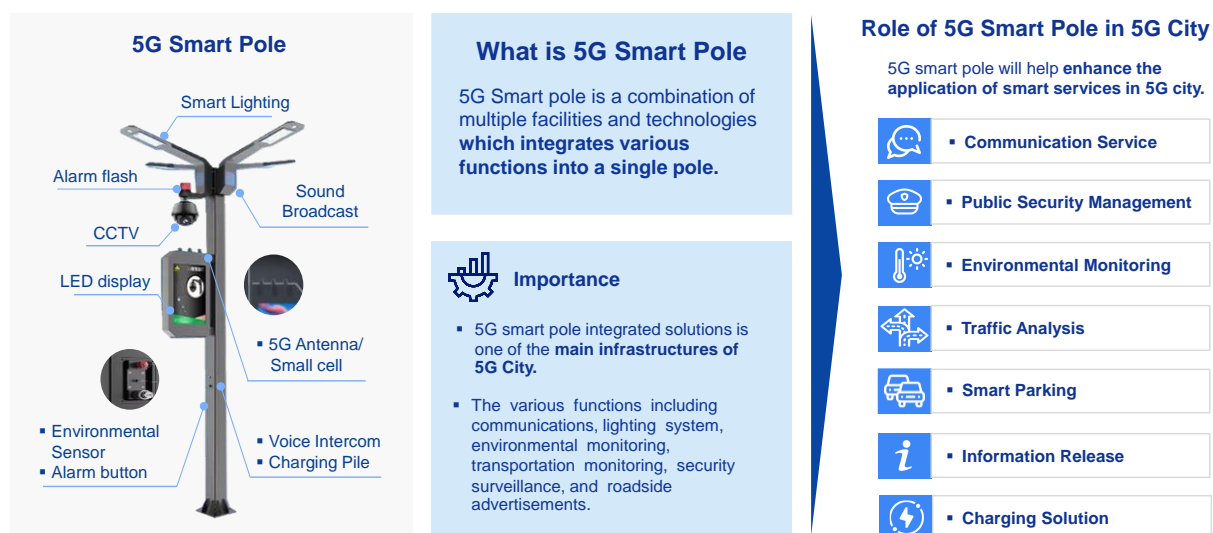 5G Smart Pole
Smart Lighting
Alarm flash
Sound
Broadcast
CCTV
LED display
▪ 5G Antenna/
Small cell
▪ Environmental
Sensor
▪ Alarm button
▪ Voice Intercom
▪ Charging Pile
What is 5G Smart Pole
5G Smart pole is a combination of
multiple facilities and technologies
which integrates various
functions into a single pole.
Importance
▪ 5G smart pole integrated solutions is
one of the main infrastructures of
5G City.
▪ The various functions including
communications, lighting system,
environmental monitoring,
transportation monitoring, security
surveillance, and roadside
advertisements.
Role of 5G Smart Pole in 5G City
5G smart pole will help enhance the
application of smart services in 5G city.
▪ Communication Service
▪ Public Security Management
▪ Environmental Monitoring
▪ Traffic Analysis
▪ Smart Parking
▪ Information Release
▪ Charging Solution